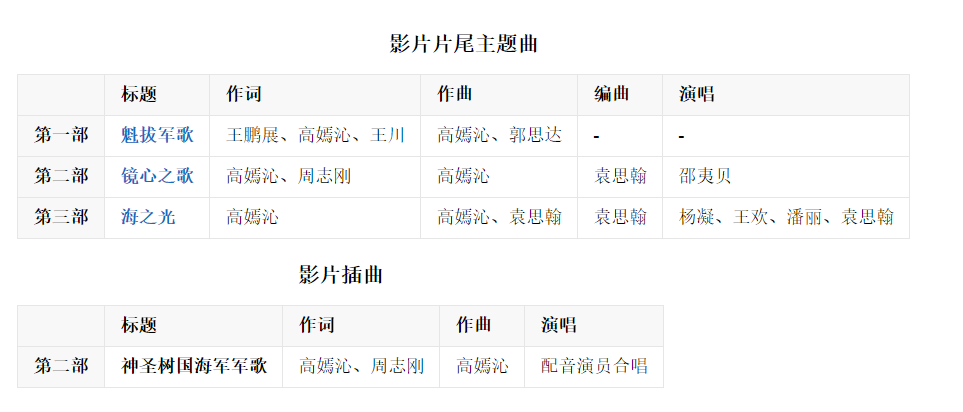 影片片尾主题曲
标题 作词 作曲 编曲 演唱
第一部 魁拔军歌 王鹏展、高嫣沁、王川 高嫣沁、郭思达 - -
第二部 镜心之歌 高嫣沁、周志刚 高嫣沁 袁思翰 邵夷贝
第三部 海之光 高嫣沁 高嫣沁、袁思翰 袁思翰 杨凝、王欢、潘丽、袁思翰
影片插曲
标题 作词 作曲 演唱
第二部 神圣树国海军军歌 高嫣沁、周志刚 高嫣沁 配音演员合唱